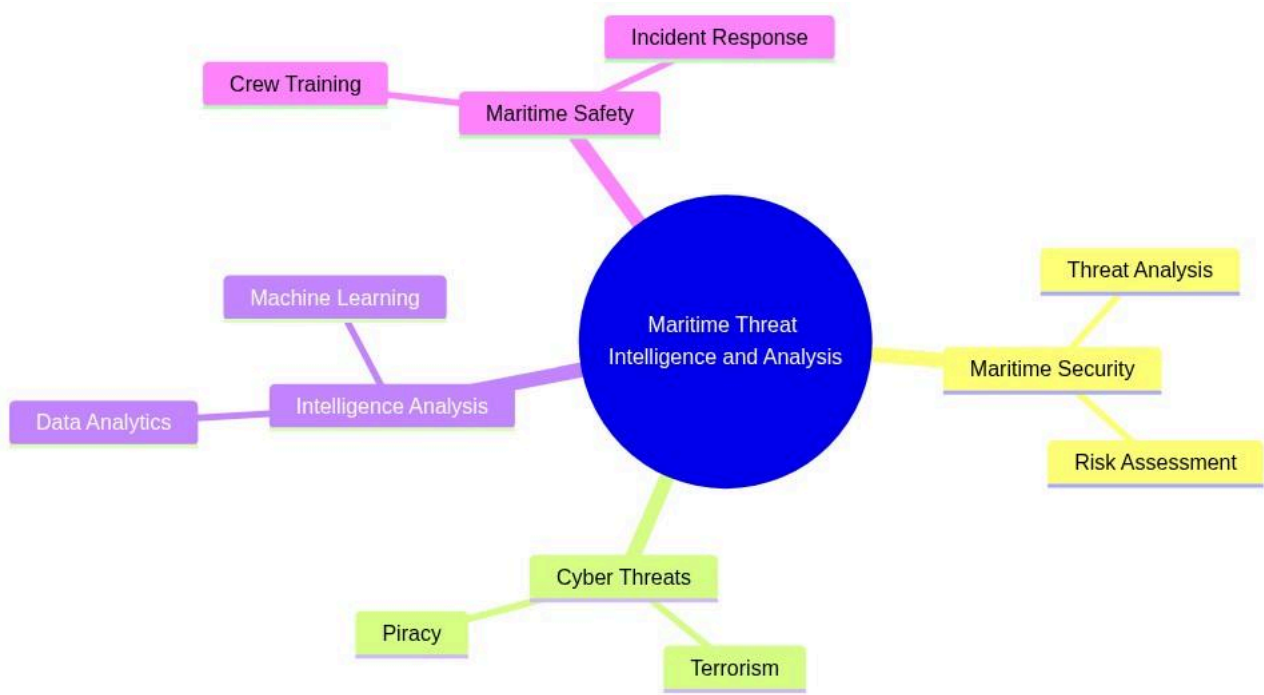 Incident Response
Crew Training
Maritime Safety
Threat Analysis
Machine Learning
Maritime Threat
Intelligence and Analysis
Maritime Security
Intelligence Analysis
Data Analytics
Risk Assessment
Cyber Threats
Piracy
Terrorism